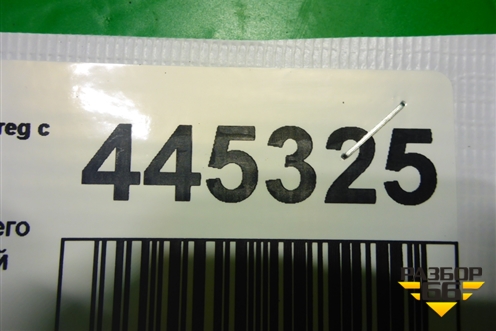 reg с
445325
его
й
РАЗБОР
66